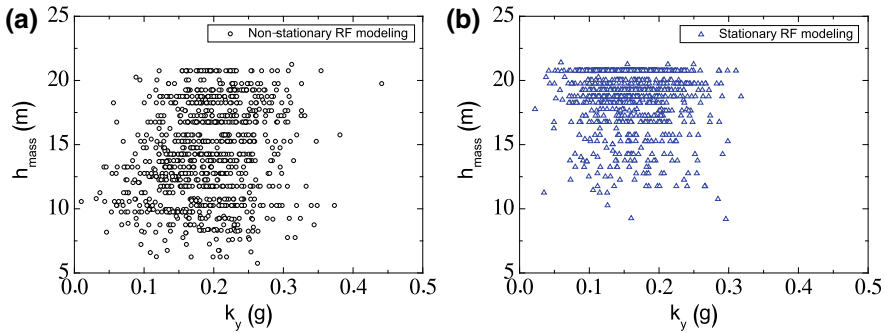 (a)
Non-stationary RF modeling
25
20
15
10
5
h_mass (m)
0.0 0.1 0.2 0.3 0.4 0.5
k_y (g)
(b)
Stationary RF modeling
25
20
15
10
5
h_mass (m)
0.0 0.1 0.2 0.3 0.4 0.5
k_y (g)